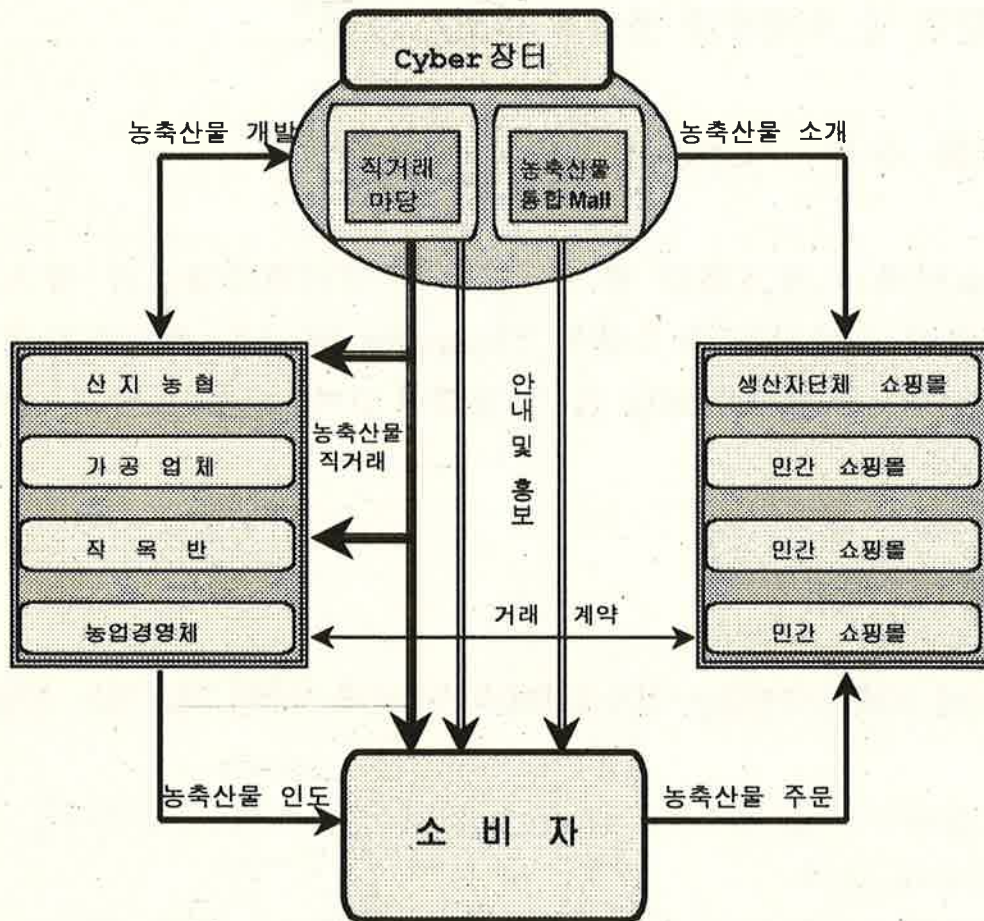 Cyber 장터
농축산물 개발
농축산물 소개
직거래
마당
농축산물
통합 Mall
산 지 농 협
가 공 업 체
작 목 반
농업경영체
농축산물
직거래
안내 및 홍보
생산자단체 쇼핑몰
민간 쇼핑몰
민간 쇼핑몰
민간 쇼핑몰
거래 계약
농축산물 인도
농축산물 주문
소 비 자